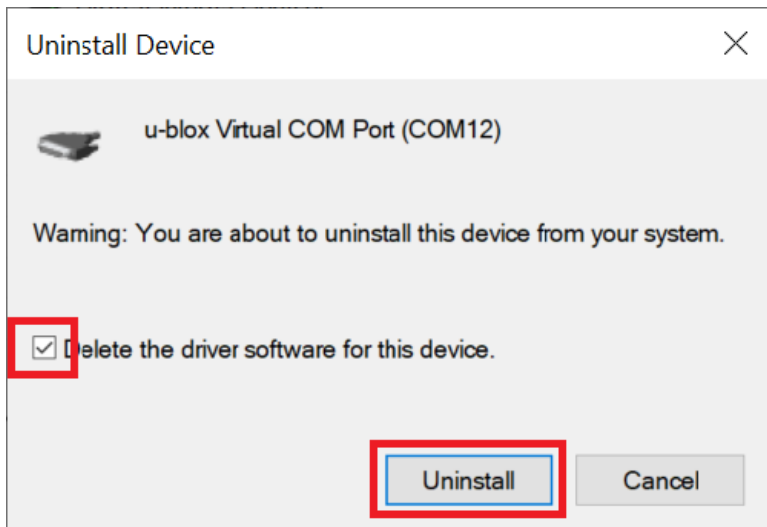 Uninstall Device
u-blox Virtual COM Port (COM12)
Warning: You are about to uninstall this device from your system.
Delete the driver software for this device.
Uninstall
Cancel